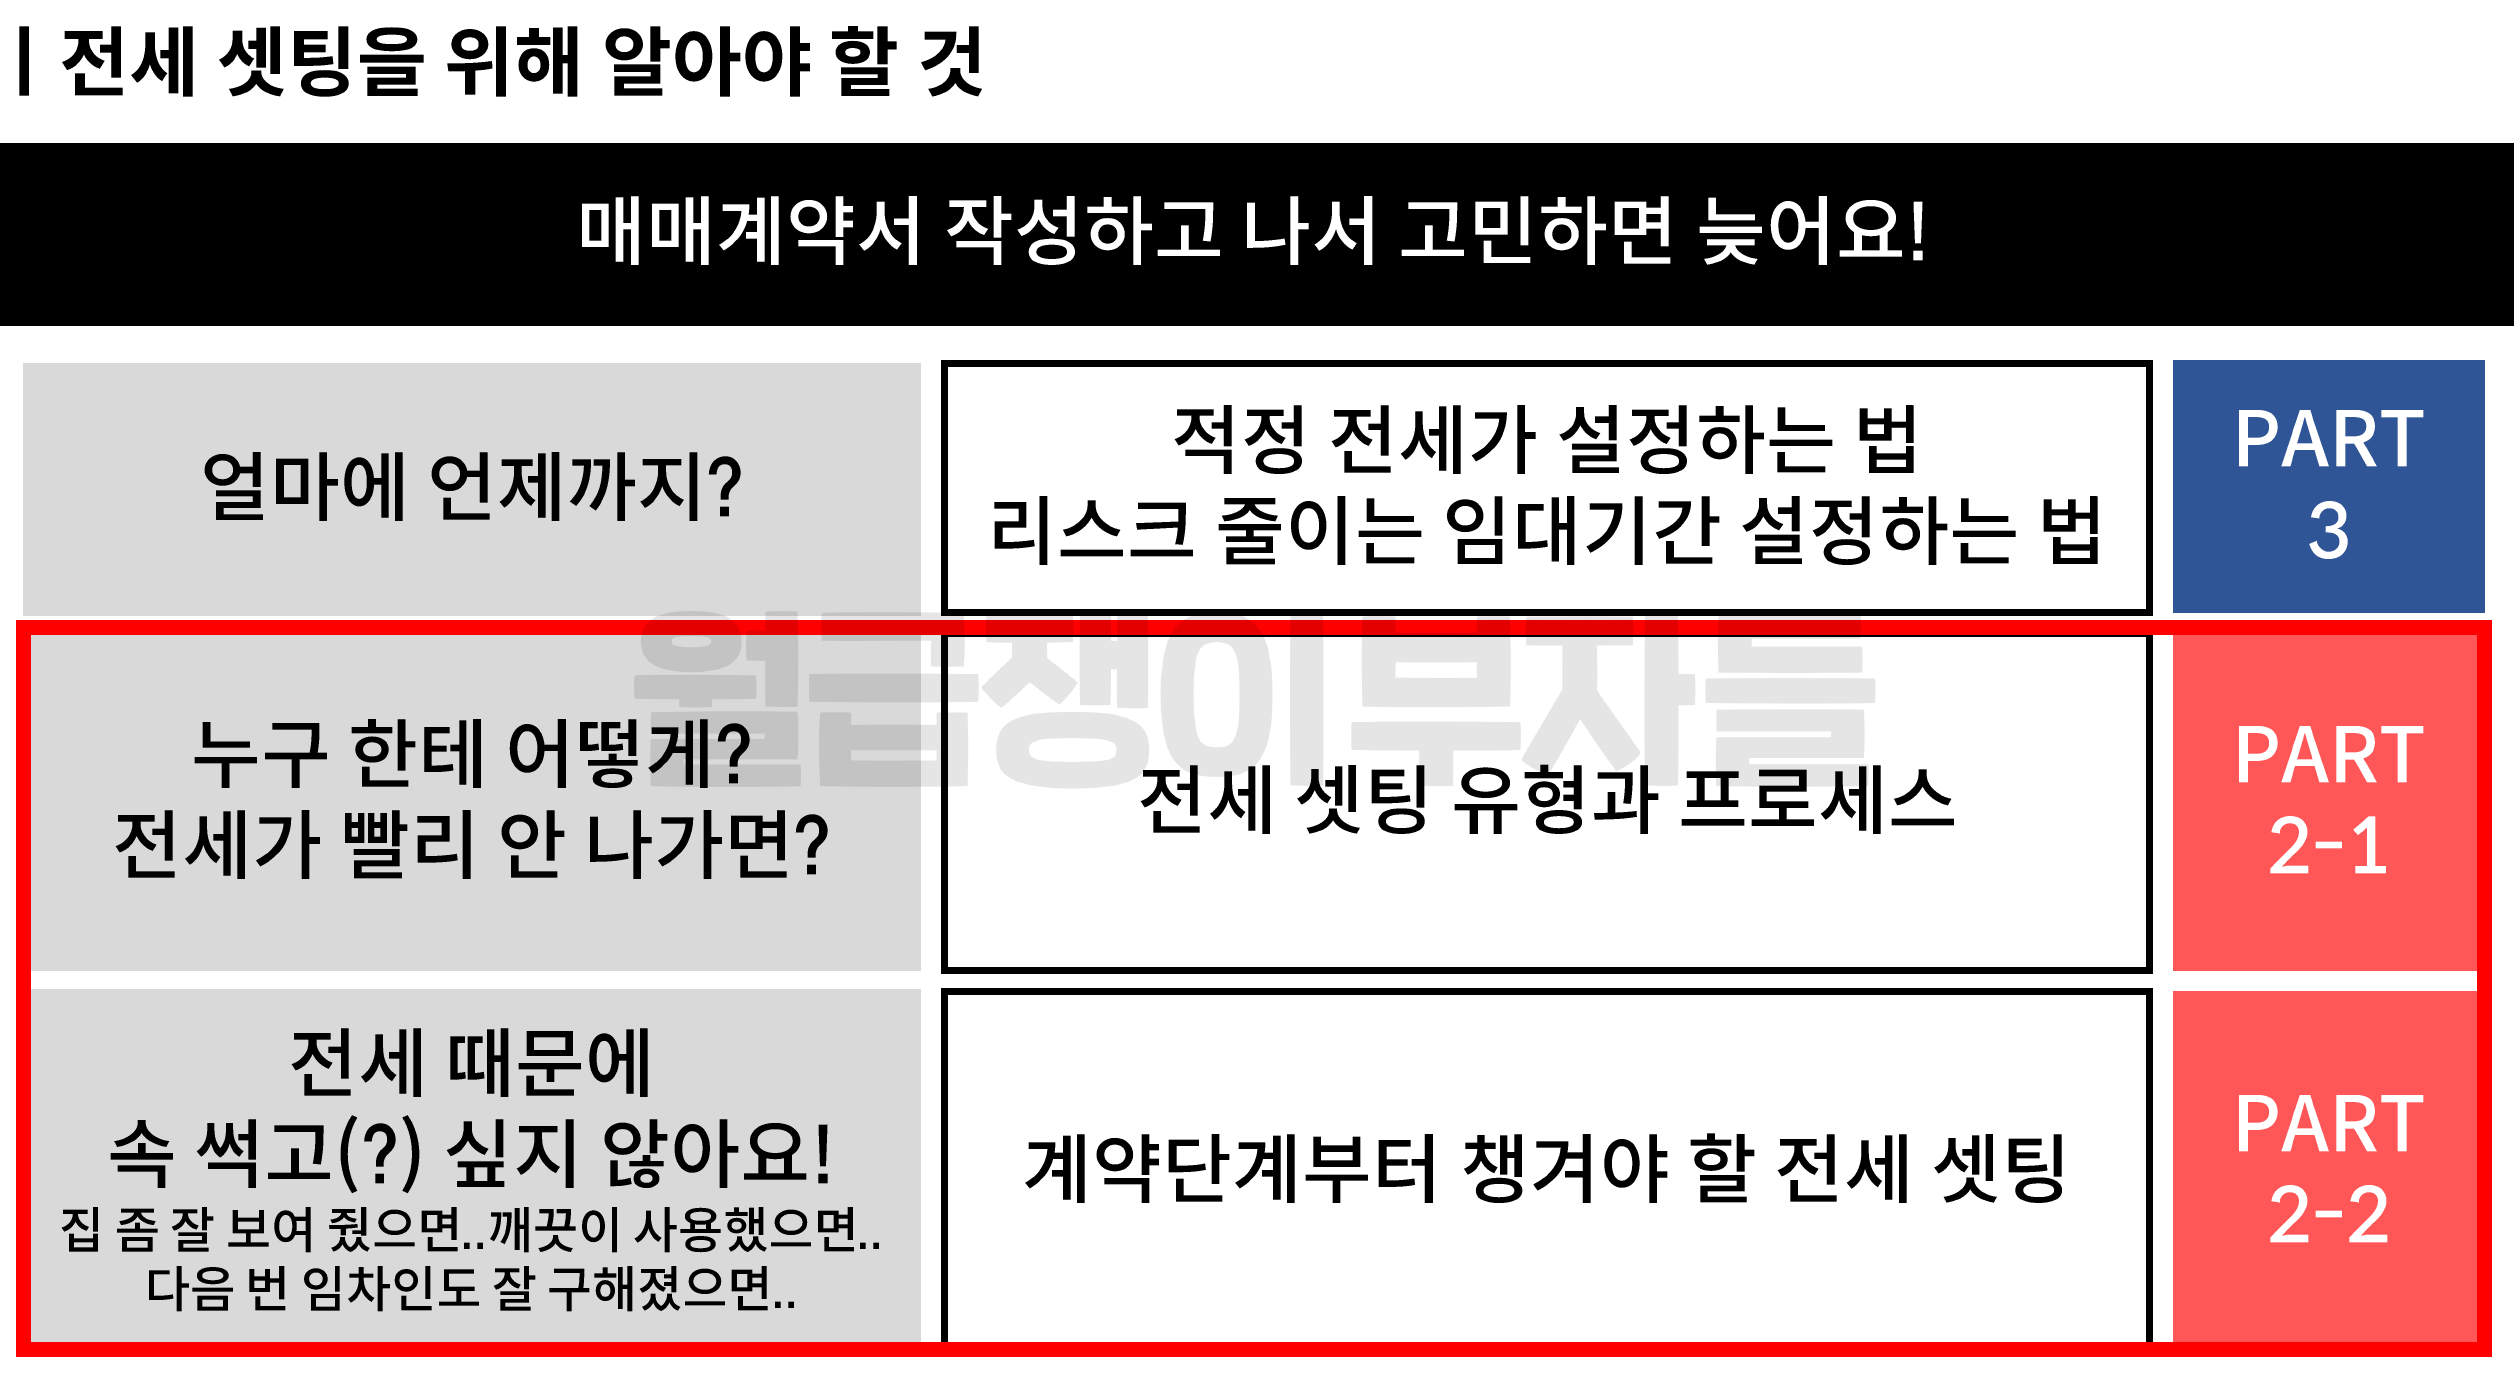 | 전세 셋팅을 위해 알아야 할 것
매매계약서 작성하고 나서 고민하면 늦어요!
얼마에 언제까지?
적정 전세가 설정하는 법
리스크 줄이는 임대기간 설정하는 법
PART
3
누구 한테 어떻게?
전세가 빨리 안 나가면?
전세 셋팅 유형과 프로세스
PART
2-1
전세 때문에
속 썩고(?) 싶지 않아요!
집 좀 잘 보여 줬으면..깨끗이 사용했으면..
다음 번 임차인도 잘 구해졌으면..
계약단계부터 챙겨야 할 전세 셋팅
PART
2-2
월급쟁이부자들